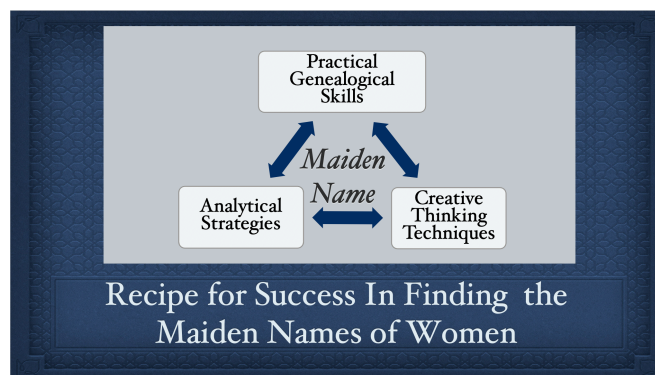 Practical
Genealogical
Skills
Maiden
Name
Analytical
Strategies
Creative
Thinking
Techniques
Recipe for Success In Finding the
Maiden Names of Women